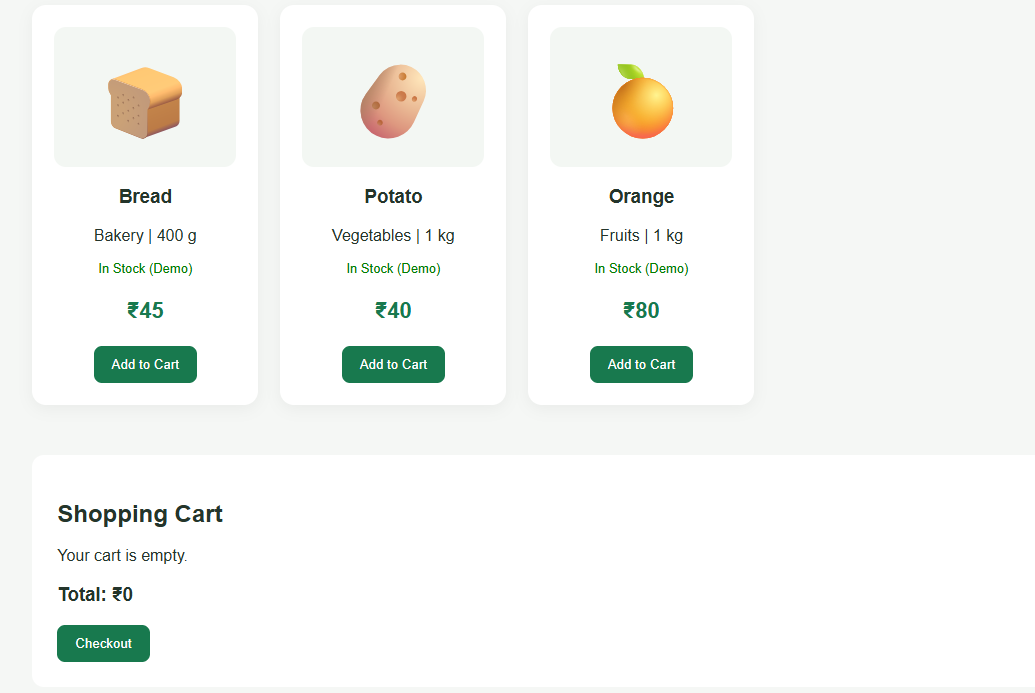 Bread
Bakery | 400 g
In Stock (Demo)
₹45
Add to Cart
Potato
Vegetables | 1 kg
In Stock (Demo)
₹40
Add to Cart
Orange
Fruits | 1 kg
In Stock (Demo)
₹80
Add to Cart
Shopping Cart
Your cart is empty.
Total: ₹0
Checkout